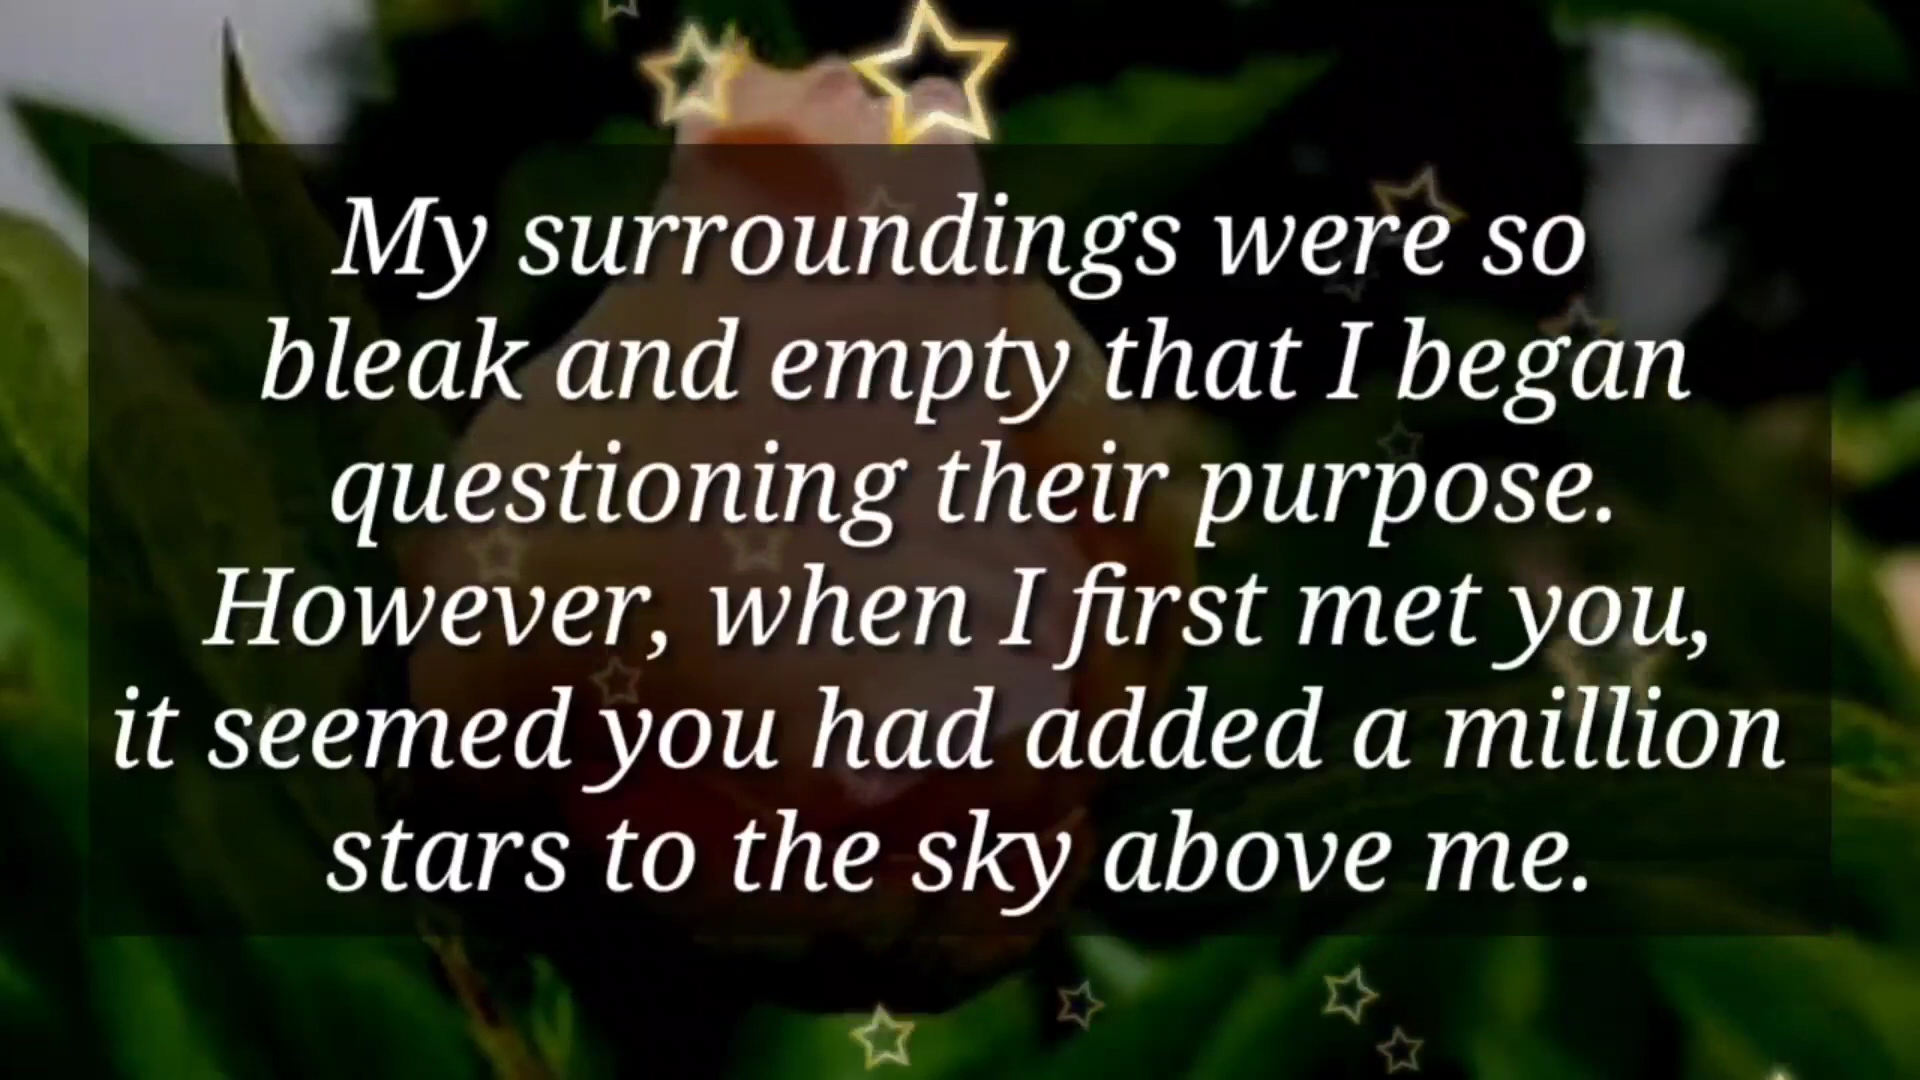 My surroundings were so
bleak and empty that I began
questioning their purpose.
However, when I first met you,
it seemed you had added a million
stars to the sky above me.